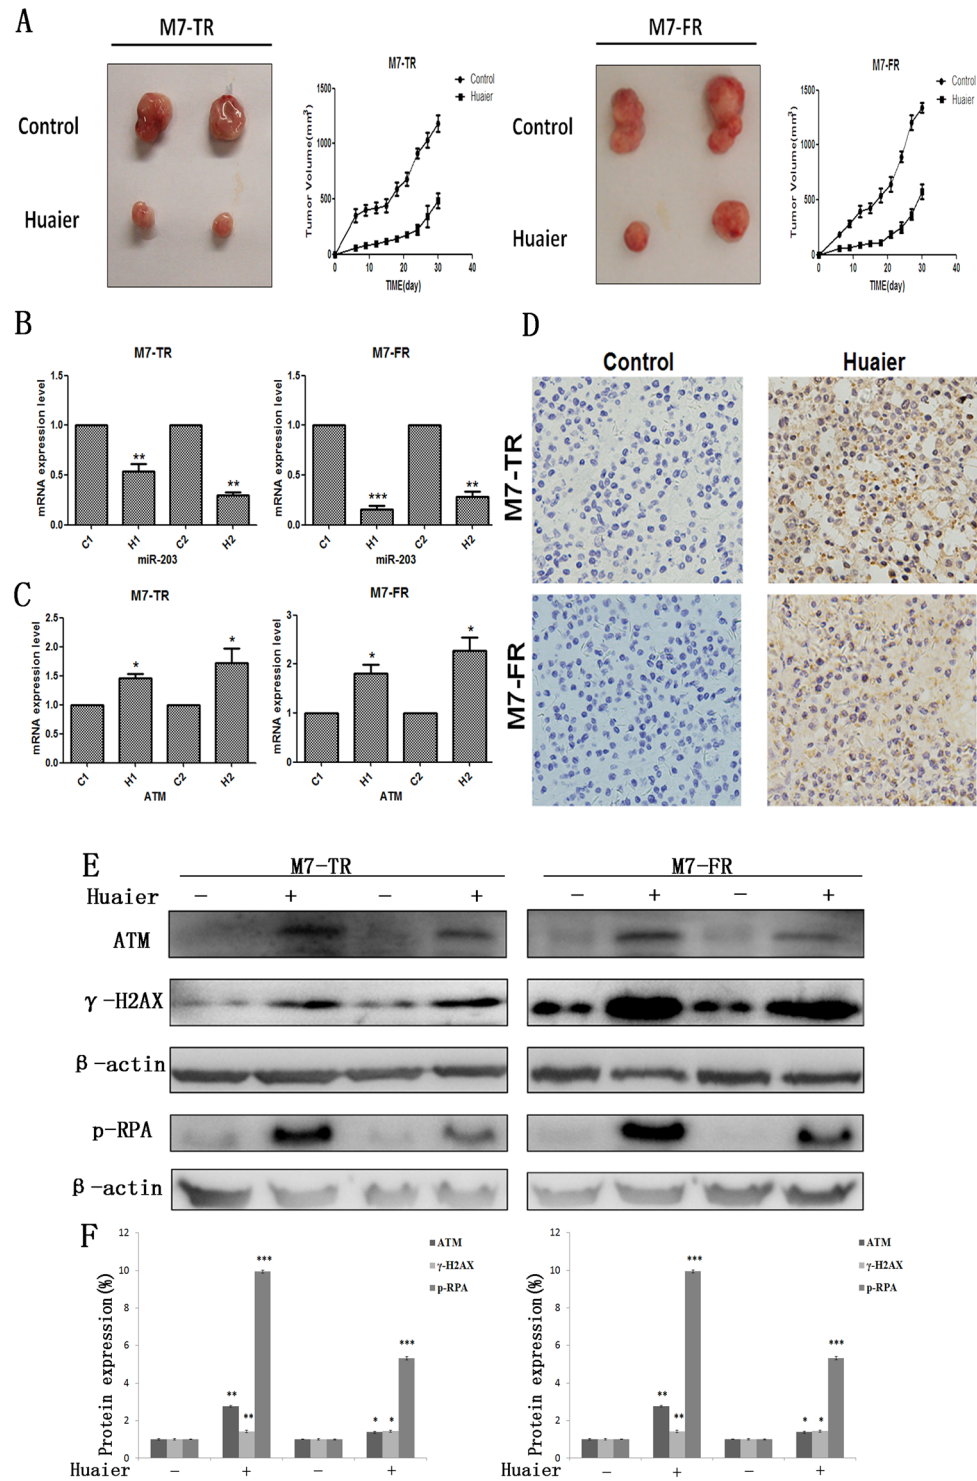 A
M7-TR
M7-FR
Control
Huaier
M7-TR
Control
Huaier
Tumor Volume(mm³)
1500
1000
500
0
0 10 20 30 40
TIME(day)
Control
Huaier
M7-FR
Control
Huaier
Tumor Volume(mm³)
1500
1000
500
0
0 10 20 30 40
TIME(day)
B
M7-TR
mRNA expression level
1.5
1.0
0.5
0.0
** **
C1 H1 C2 H2
miR-203
M7-FR
mRNA expression level
1.5
1.0
0.5
0.0
*** **
C1 H1 C2 H2
miR-203
C
M7-TR
mRNA expression level
2.5
2.0
1.5
1.0
0.5
0.0
* *
C1 H1 C2 H2
ATM
M7-FR
mRNA expression level
3
2
1
0
* *
C1 H1 C2 H2
ATM
D
Control Huaier
M7-TR
M7-FR
E
M7-TR M7-FR
Huaier − + − + − + − +
ATM
γ-H2AX
β-actin
p-RPA
β-actin
F
Protein expression(%)
12
10
8
6
4
2
0
** ** *** * * ***
ATM
γ-H2AX
p-RPA
Huaier − + − +
Protein expression(%)
12
10
8
6
4
2
0
** ** *** * * ***
ATM
γ-H2AX
p-RPA
Huaier − + − +